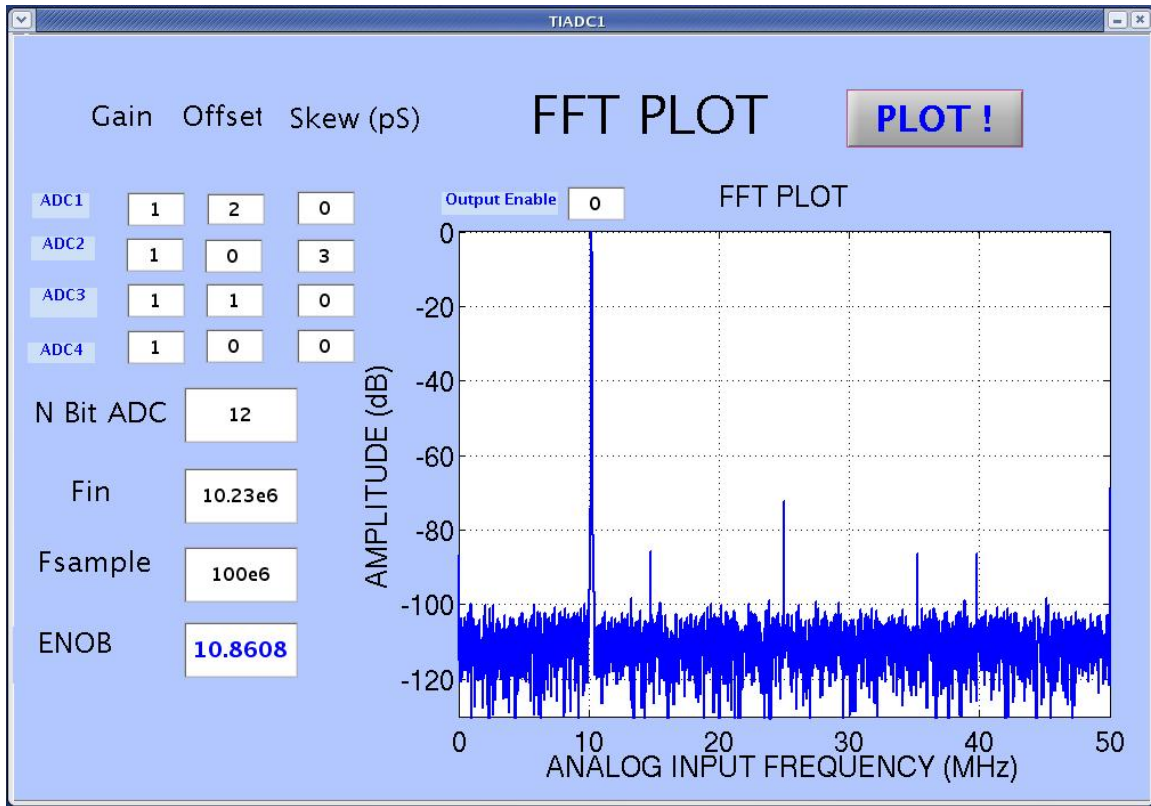 TIADC1
Gain Offset Skew (pS)
FFT PLOT
PLOT !
ADC1 1 2 0
ADC2 1 0 3
ADC3 1 1 0
ADC4 1 0 0
N Bit ADC 12
Fin 10.23e6
Fsample 100e6
ENOB 10.8608
Output Enable 0
FFT PLOT
AMPLITUDE (dB)
0
-20
-40
-60
-80
-100
-120
0 10 20 30 40 50
ANALOG INPUT FREQUENCY (MHz)